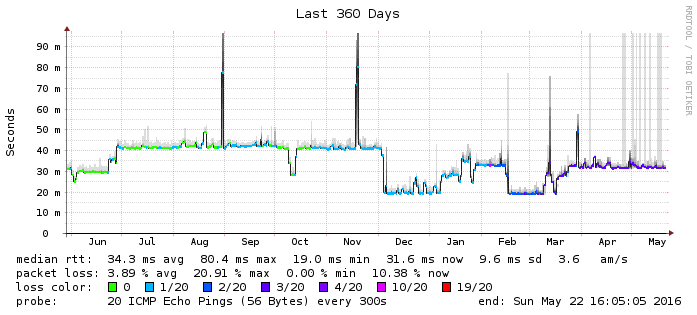 Last 360 Days
RRDTOOL / TOBI OETIKER
Seconds
90 m
80 m
70 m
60 m
50 m
40 m
30 m
20 m
10 m
0
Jun Jul Aug Sep Oct Nov Dec Jan Feb Mar Apr May
median rtt: 34.3 ms avg 80.4 ms max 19.0 ms min 31.6 ms now 9.6 ms sd 3.6 am/s
packet loss: 3.89 % avg 20.91 % max 0.00 % min 10.38 % now
loss color: 0 1/20 2/20 3/20 4/20 10/20 19/20
probe: 20 ICMP Echo Pings (56 Bytes) every 300s end: Sun May 22 16:05:05 2016